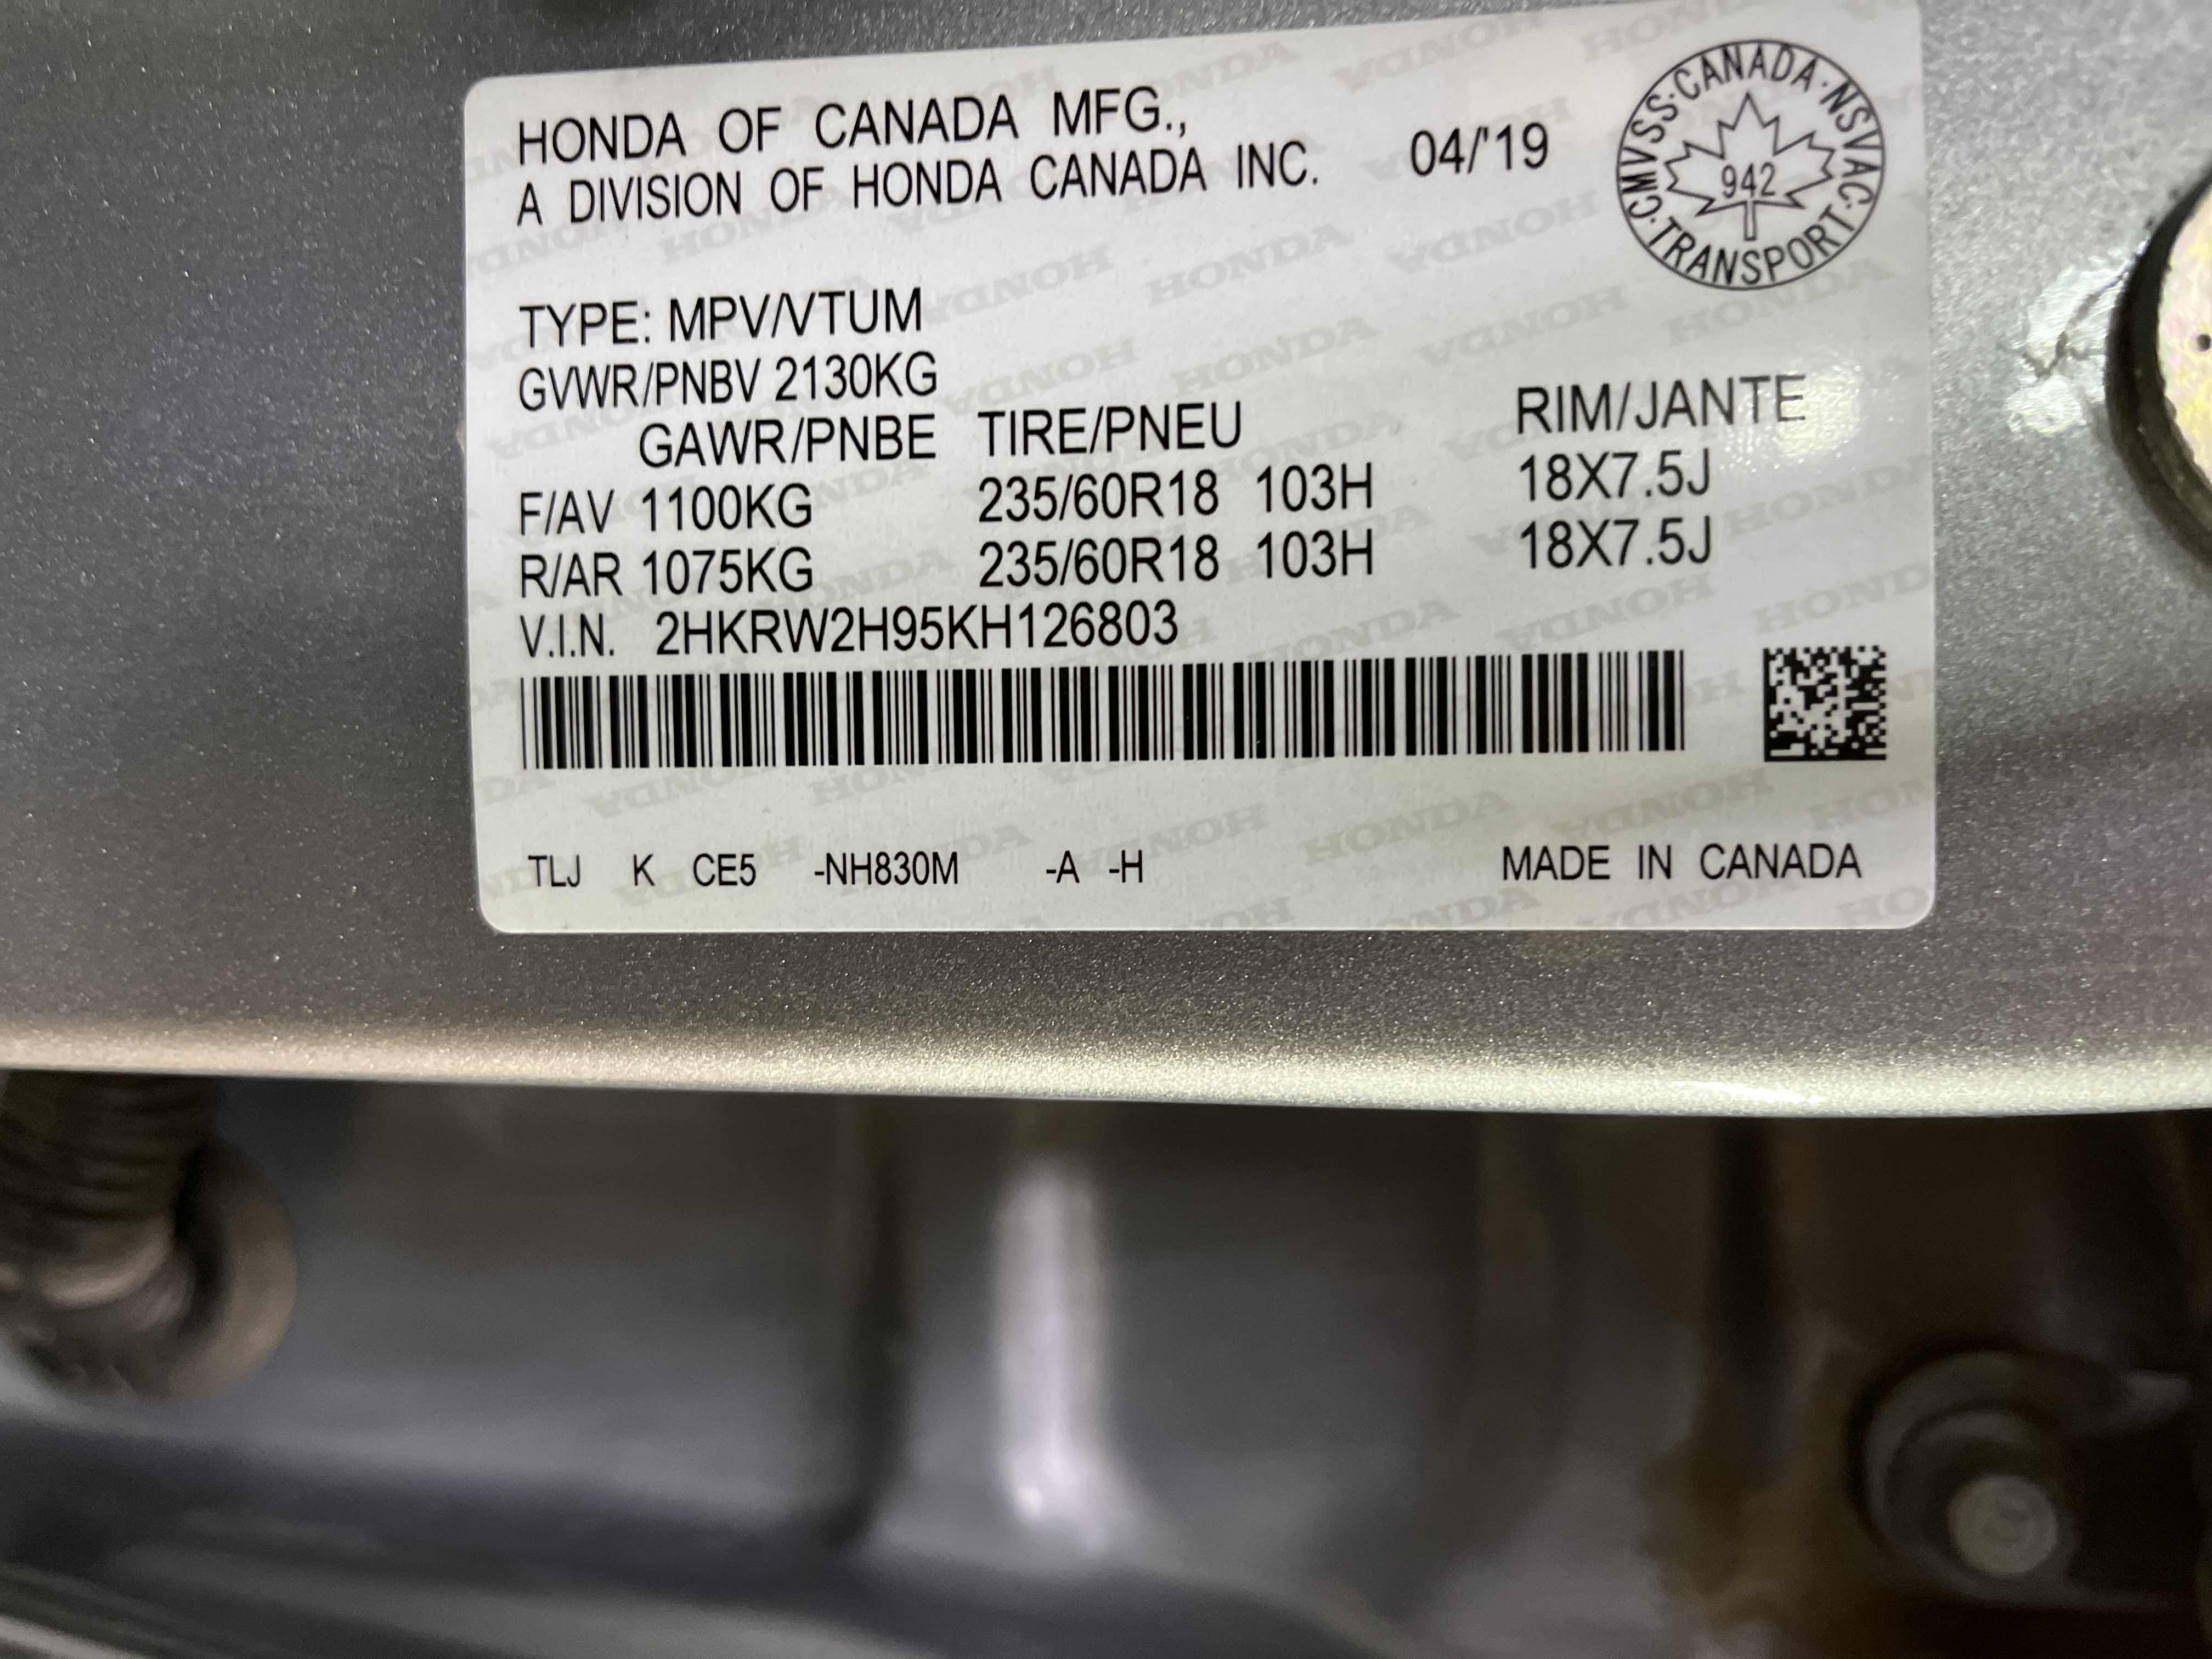 HONDA OF CANADA MFG.,
A DIVISION OF HONDA CANADA INC.
04/'19
CMVSS·CANADA·NSVAC·TRANSPORT·
942
TYPE: MPV/VTUM
GVWR/PNBV 2130KG
GAWR/PNBE TIRE/PNEU RIM/JANTE
F/AV 1100KG 235/60R18 103H 18X7.5J
R/AR 1075KG 235/60R18 103H 18X7.5J
V.I.N. 2HKRW2H95KH126803
TLJ K CE5 -NH830M -A -H MADE IN CANADA